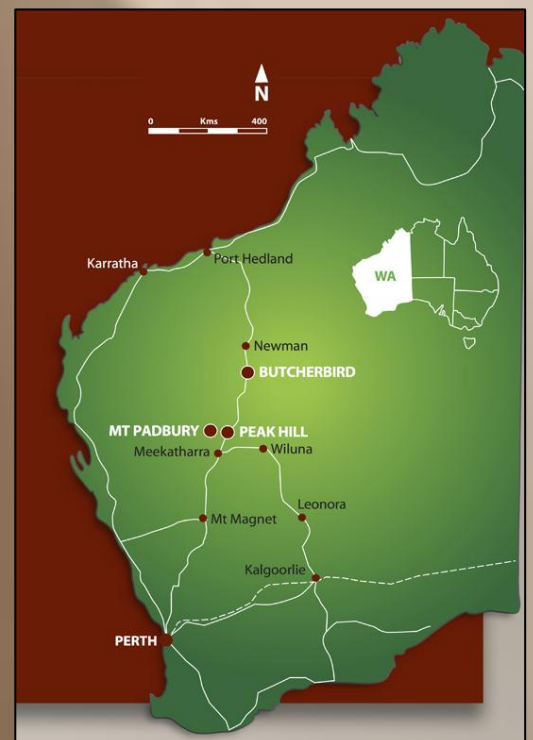 N
0 Kms 400
Karratha
Port Hedland
WA
Newman
BUTCHERBIRD
MT PADBURY
PEAK HILL
Meekatharra
Wiluna
Leonora
Mt Magnet
Kalgoorlie
PERTH